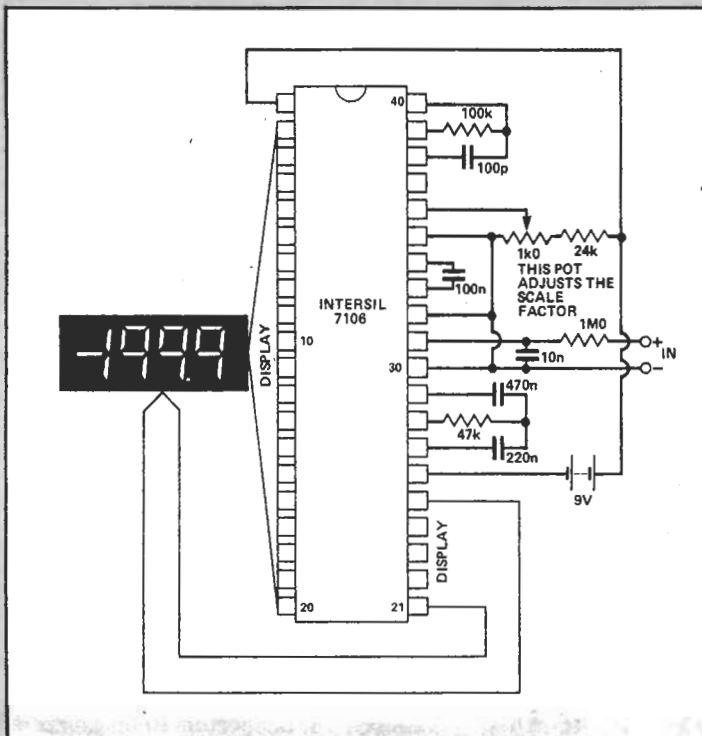 40
100k
100p
1k0
24k
THIS POT
ADJUSTS THE
SCALE
FACTOR
100n
INTERSIL
7106
1M0
+
IN
10n
-
-199.9
DISPLAY
10
30
470n
47k
220n
9V
DISPLAY
20
21